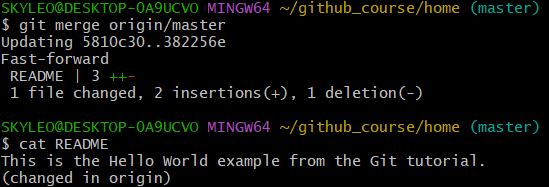 SKYLEO@DESKTOP-OA9UCVO MINGW64 ~/github_course/home (master)
$ git merge origin/master
Updating 5810c30..382256e
Fast-forward
 README | 3 ++-
 1 file changed, 2 insertions(+), 1 deletion(-)
SKYLEO@DESKTOP-OA9UCVO MINGW64 ~/github_course/home (master)
$ cat README
This is the Hello World example from the Git tutorial.
(changed in origin)